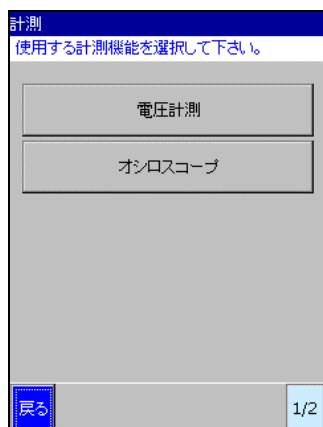 計測
使用する計測機能を選択して下さい。
電圧計測
オシロスコープ
戻る
1/2